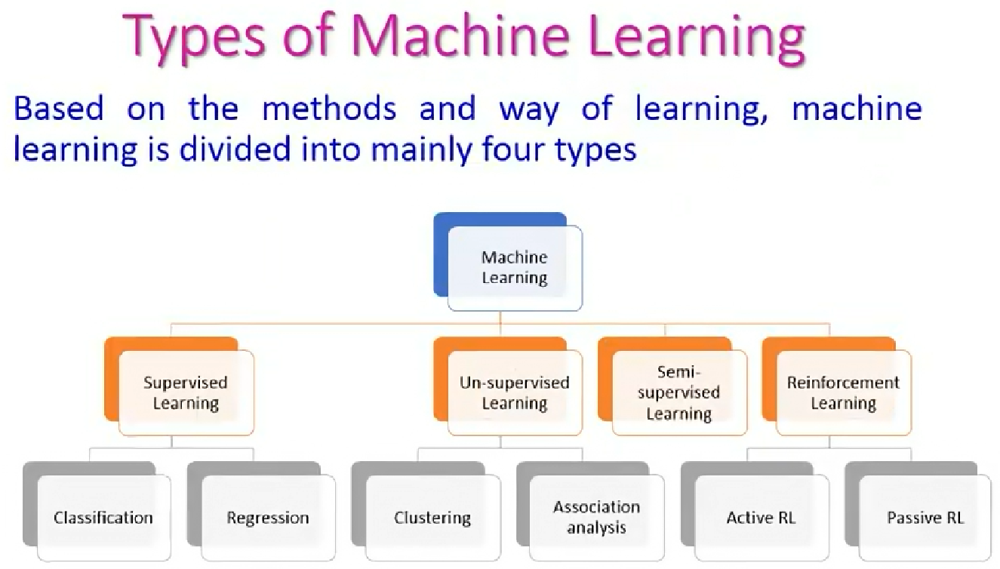 Types of Machine Learning
Based on the methods and way of learning, machine
learning is divided into mainly four types
Machine
Learning
Supervised
Learning
Un-supervised
Learning
Semi-
supervised
Learning
Reinforcement
Learning
Classification
Regression
Clustering
Association
analysis
Active RL
Passive RL